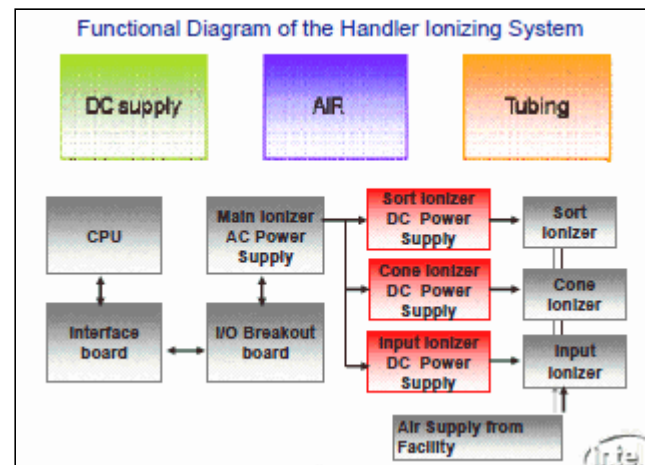 Functional Diagram of the Handler Ionizing System
DC supply
AIR
Tubing
CPU
Main Ionizer
AC Power
Supply
Sort Ionizer
DC Power
Supply
Sort
Ionizer
Cone Ionizer
DC Power
Supply
Cone
Ionizer
Interface
board
I/O Breakout
board
Input Ionizer
DC Power
Supply
Input
Ionizer
Air Supply from
Facility
intel